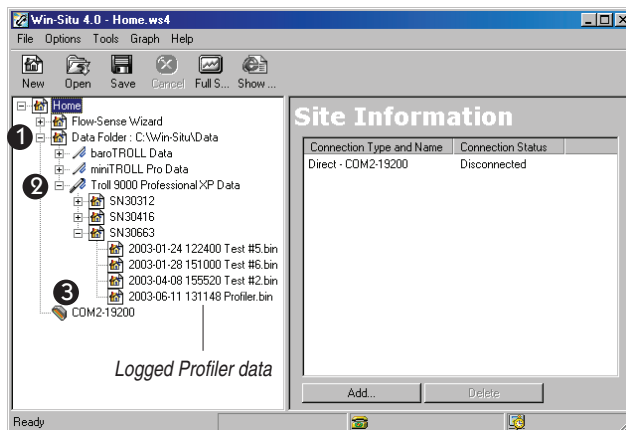 Win-Situ 4.0 - Home.ws4
File Options Tools Graph Help
New Open Save Cancel Full S... Show ...
Home
Flow-Sense Wizard
1 Data Folder : C:\Win-Situ\Data
baroTROLL Data
miniTROLL Pro Data
2 Troll 9000 Professional XP Data
SN30312
SN30416
SN30663
2003-01-24 122400 Test #5.bin
2003-01-28 151000 Test #6.bin
2003-04-08 155520 Test #2.bin
2003-06-11 131148 Profiler.bin
3 COM2-19200
Logged Profiler data
Site Information
Connection Type and Name Connection Status
Direct - COM2-19200 Disconnected
Add... Delete
Ready